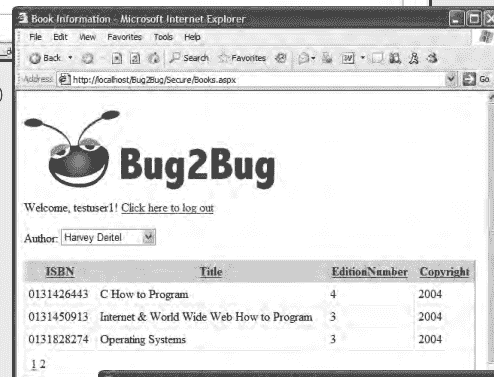 Book Information - Microsoft Internet Explorer
File Edit View Favorites Tools Help
Back Search Favorites
Address http://localhost/Bug2Bug/Secure/Books.aspx Go
Bug2Bug
Welcome, testuser1! Click here to log out
Author: Harvey Deitel
ISBN Title EditionNumber Copyright
0131426443 C How to Program 4 2004
0131450913 Internet & World Wide Web How to Program 3 2004
0131828274 Operating Systems 3 2004
1 2